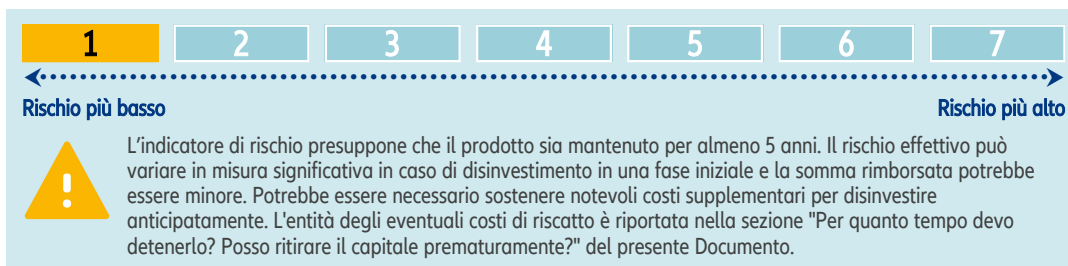 1 2 3 4 5 6 7
Rischio più basso Rischio più alto
L'indicatore di rischio presuppone che il prodotto sia mantenuto per almeno 5 anni. Il rischio effettivo può
variare in misura significativa in caso di disinvestimento in una fase iniziale e la somma rimborsata potrebbe
essere minore. Potrebbe essere necessario sostenere notevoli costi supplementari per disinvestire
anticipatamente. L'entità degli eventuali costi di riscatto è riportata nella sezione "Per quanto tempo devo
detenerlo? Posso ritirare il capitale prematuramente?" del presente Documento.